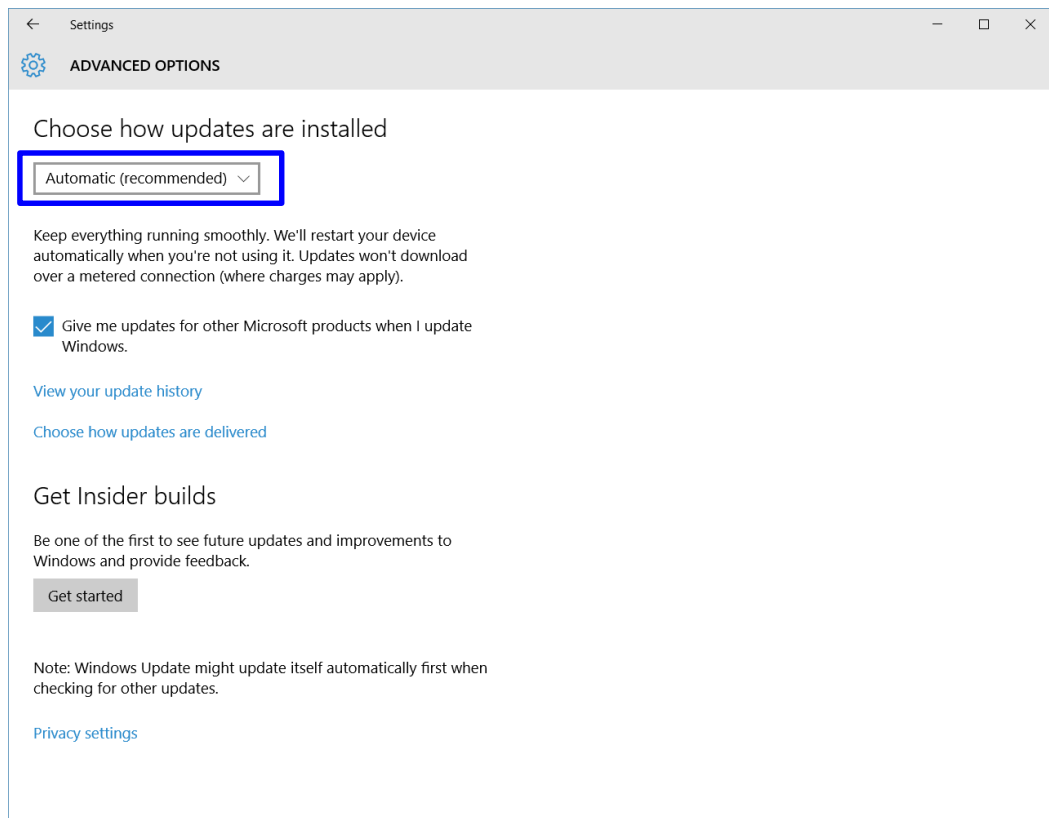 Settings
ADVANCED OPTIONS
Choose how updates are installed
Automatic (recommended)
Keep everything running smoothly. We'll restart your device
automatically when you're not using it. Updates won't download
over a metered connection (where charges may apply).
Give me updates for other Microsoft products when I update
Windows.
View your update history
Choose how updates are delivered
Get Insider builds
Be one of the first to see future updates and improvements to
Windows and provide feedback.
Get started
Note: Windows Update might update itself automatically first when
checking for other updates.
Privacy settings